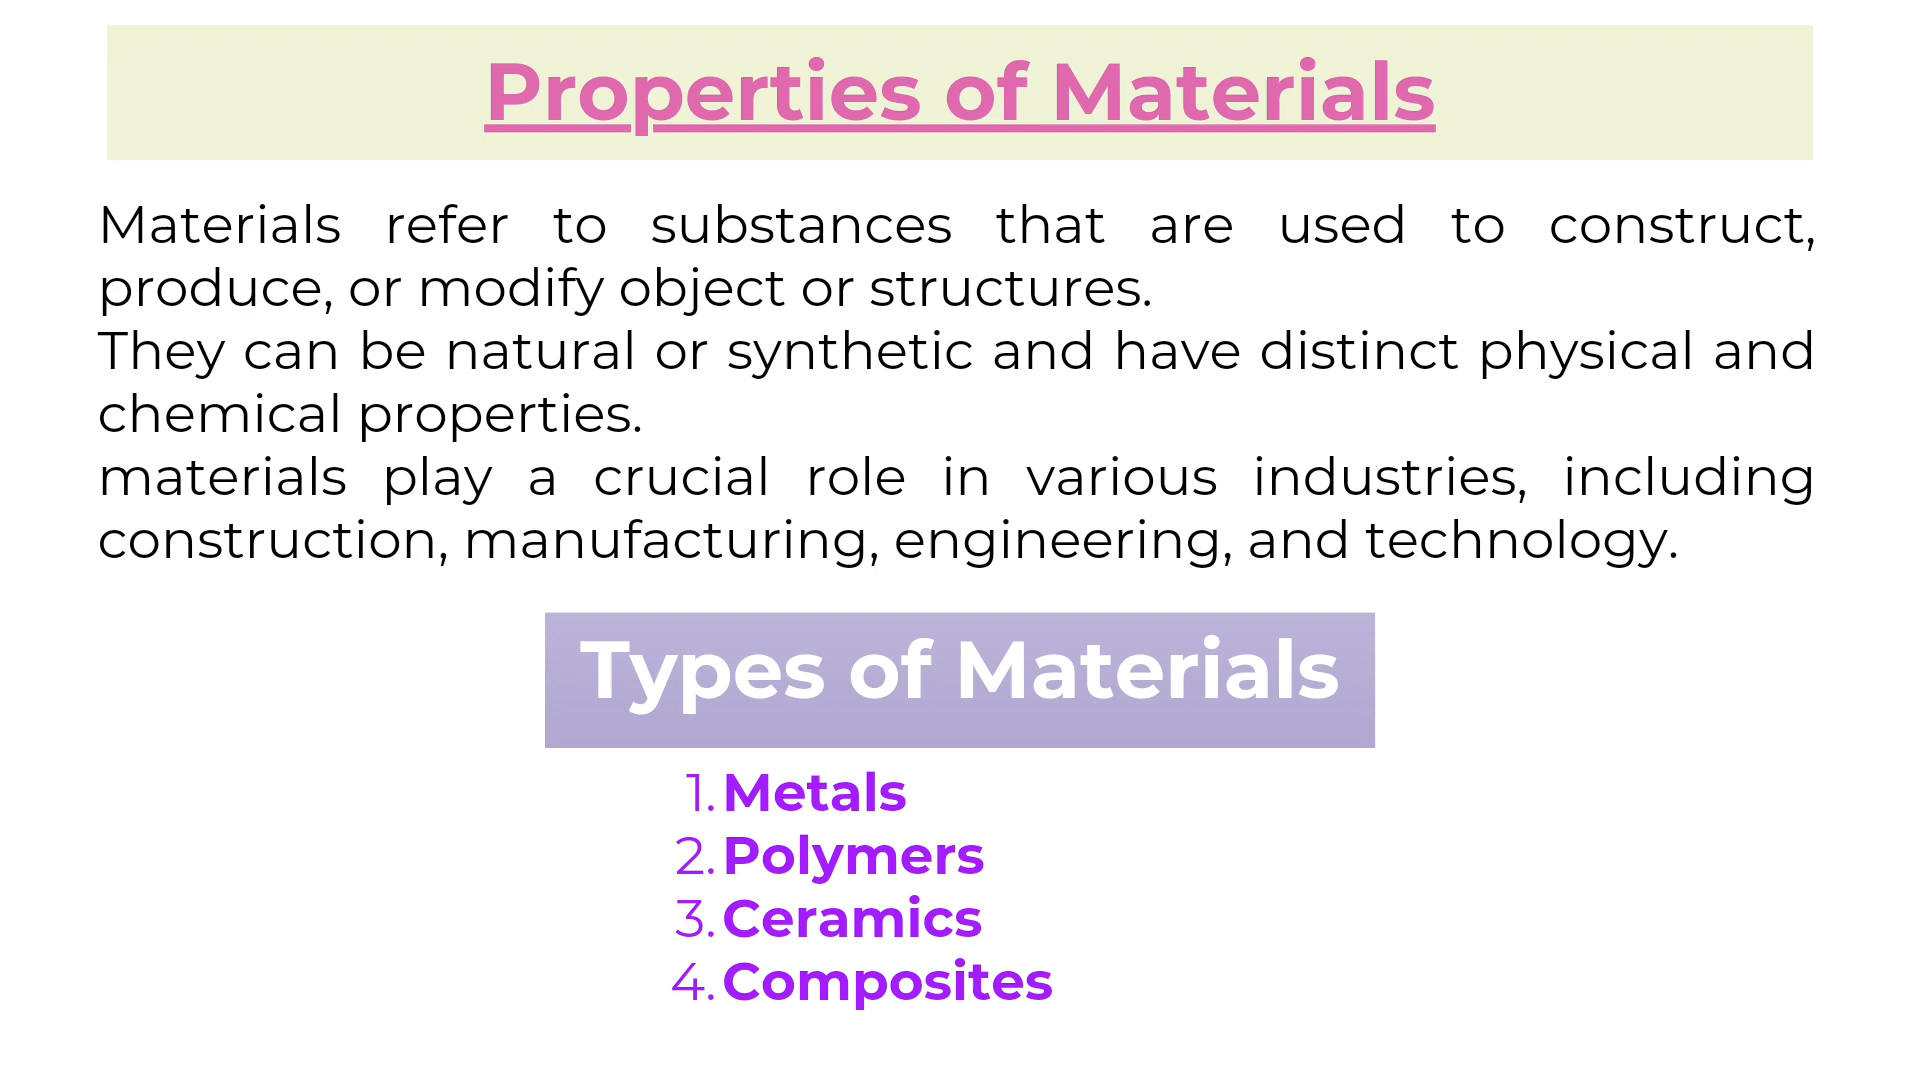 Properties of Materials
Materials refer to substances that are used to construct,
produce, or modify object or structures.
They can be natural or synthetic and have distinct physical and
chemical properties.
materials play a crucial role in various industries, including
construction, manufacturing, engineering, and technology.
Types of Materials
1. Metals
2. Polymers
3. Ceramics
4. Composites